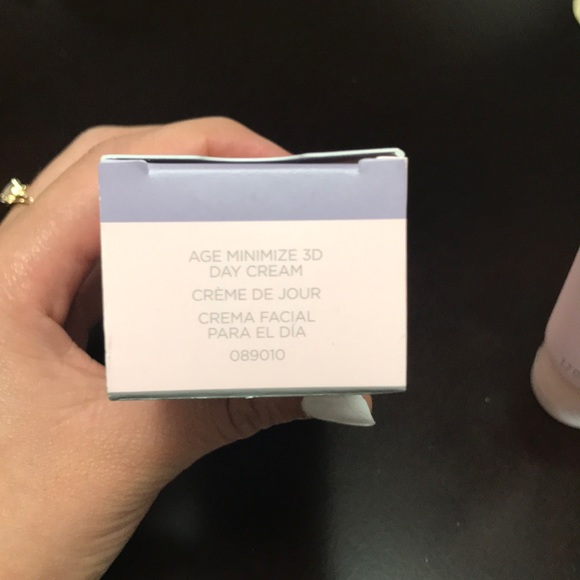 AGE MINIMIZE 3D
DAY CREAM
CRÈME DE JOUR
CREMA FACIAL
PARA EL DÍA
089010